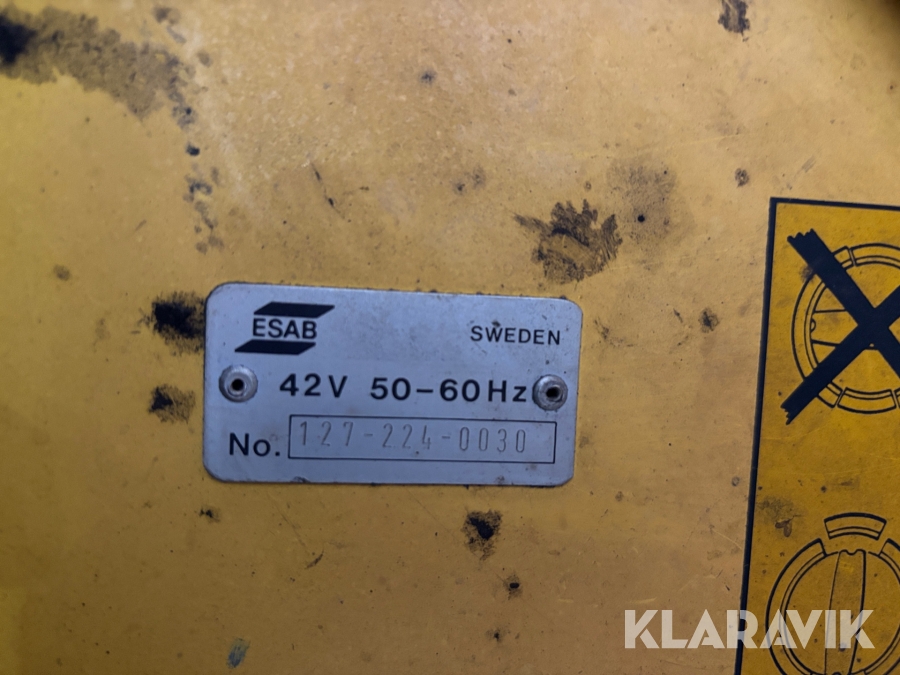 ESAB
SWEDEN
42V 50-60Hz
No. 127-224-0030
KLARAVIK